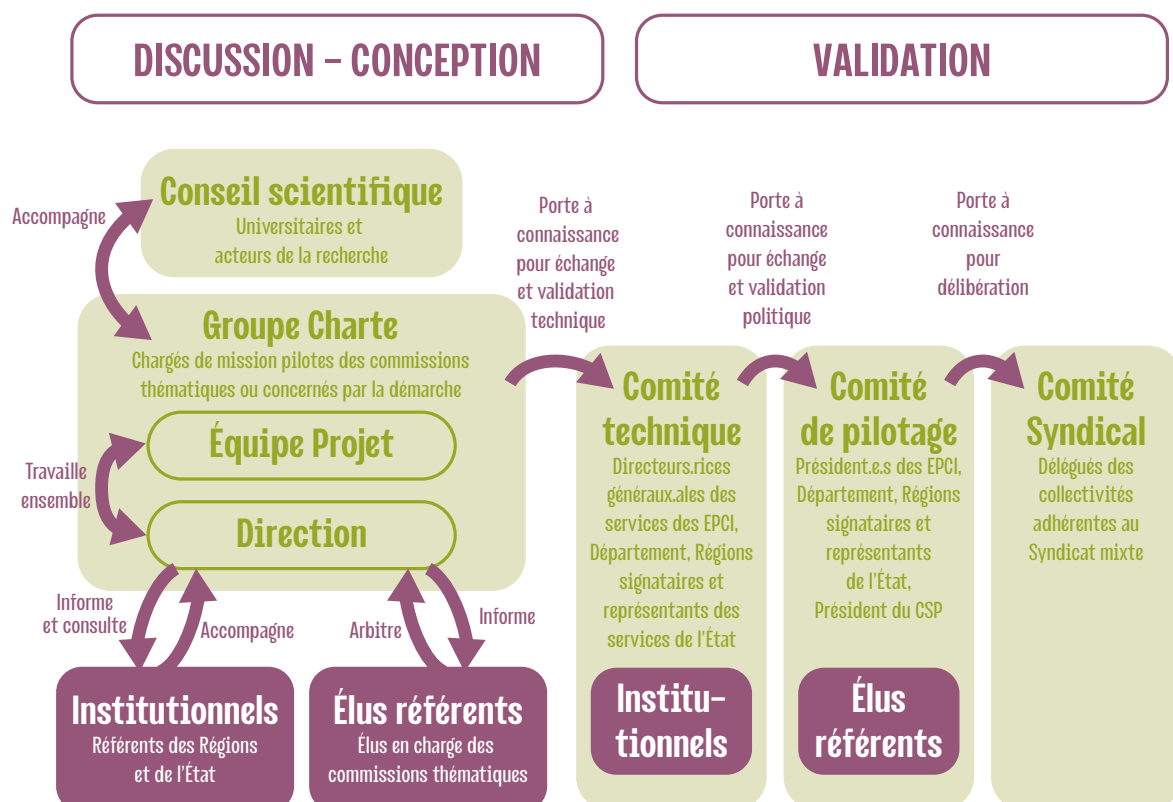 DISCUSSION – CONCEPTION
VALIDATION
Accompagne
Conseil scientifique
Universitaires et
acteurs de la recherche
Groupe Charte
Chargés de mission pilotes des commissions
thématiques ou concernés par la démarche
Travaille
ensemble
Équipe Projet
Direction
Informe
et consulte
Accompagne
Arbitre
Informe
Institutionnels
Référents des Régions
et de l'État
Élus référents
Élus en charge des
commissions thématiques
Porte à
connaissance
pour échange
et validation
technique
Comité
technique
Directeurs.rices
généraux.ales des
services des EPCI,
Département, Régions
signataires et
représentants des
services de l'État
Institu-
tionnels
Porte à
connaissance
pour échange
et validation
politique
Comité
de pilotage
Président.e.s des EPCI,
Département, Régions
signataires et
représentants
de l'État,
Président du CSP
Élus
référents
Porte à
connaissance
pour
délibération
Comité
Syndical
Délégués des
collectivités
adhérentes au
Syndicat mixte